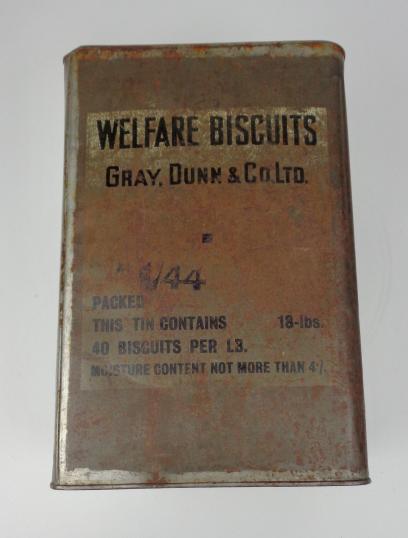 WELFARE BISCUITS
GRAY, DUNN & CO. LTD.
/44
PACKED
THIS TIN CONTAINS 18-lbs.
40 BISCUITS PER LB.
MOISTURE CONTENT NOT MORE THAN 4%